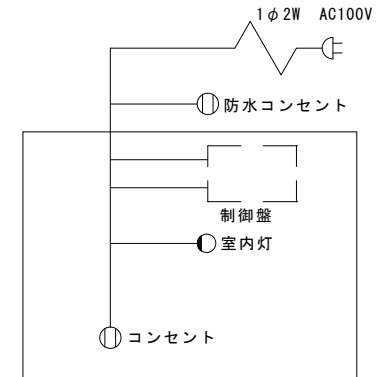 1φ2W AC100V
防水コンセント
制御盤
室内灯
コンセント